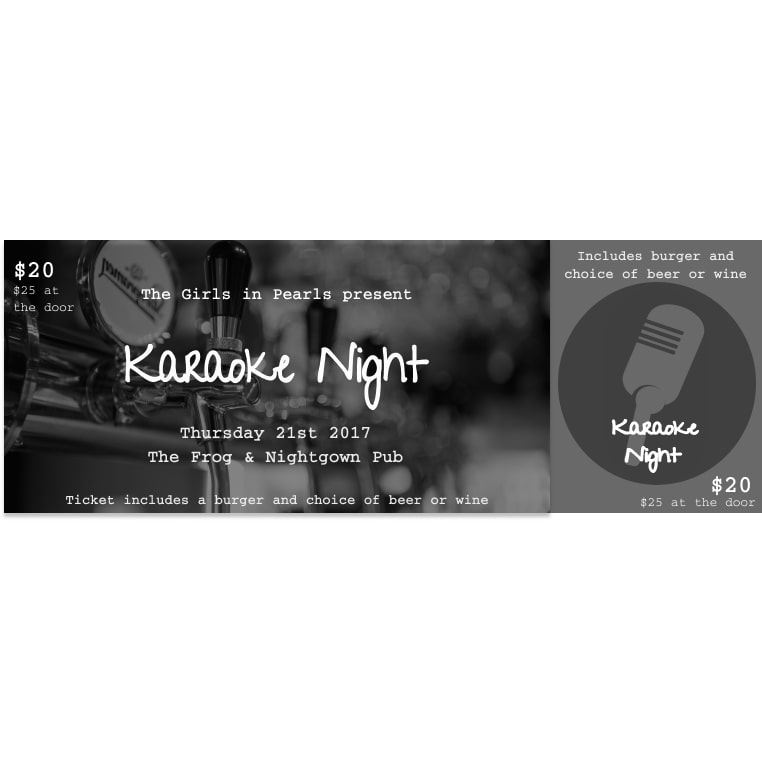 $20
$25 at
the door
The Girls in Pearls present
Karaoke Night
Thursday 21st 2017
The Frog & Nightgown Pub
Ticket includes a burger and choice of beer or wine
Includes burger and
choice of beer or wine
Karaoke
Night
$20
$25 at the door